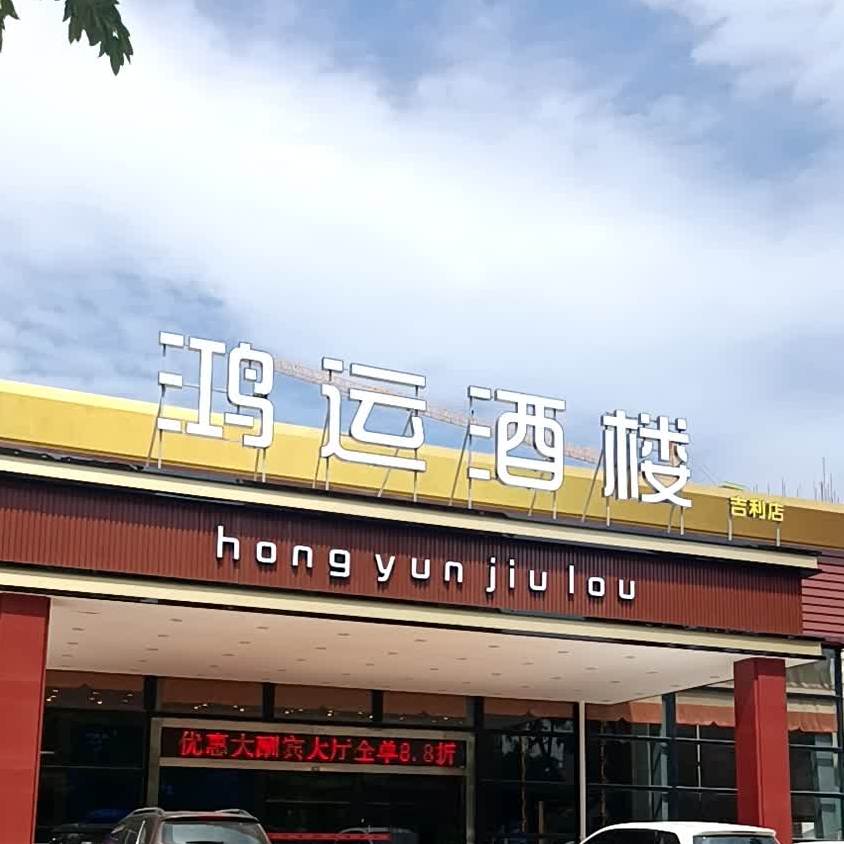 鸿运酒楼
吉利店
hong yun jiu lou
优惠大酬宾大厅全单8.8折